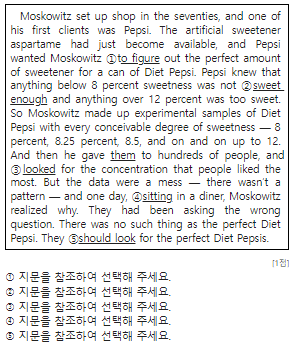 Moskowitz set up shop in the seventies, and one of
his first clients was Pepsi. The artificial sweetener
aspartame had just become available, and Pepsi
wanted Moskowitz ①to figure out the perfect amount
of sweetener for a can of Diet Pepsi. Pepsi knew that
anything below 8 percent sweetness was not ②sweet
enough and anything over 12 percent was too sweet.
So Moskowitz made up experimental samples of Diet
Pepsi with every conceivable degree of sweetness — 8
percent, 8.25 percent, 8.5, and on and on up to 12.
And then he gave them to hundreds of people, and
③looked for the concentration that people liked the
most. But the data were a mess — there wasn't a
pattern — and one day, ④sitting in a diner, Moskowitz
realized why. They had been asking the wrong
question. There was no such thing as the perfect Diet
Pepsi. They ⑤should look for the perfect Diet Pepsis.
[1점]
① 지문을 참조하여 선택해 주세요.
② 지문을 참조하여 선택해 주세요.
③ 지문을 참조하여 선택해 주세요.
④ 지문을 참조하여 선택해 주세요.
⑤ 지문을 참조하여 선택해 주세요.